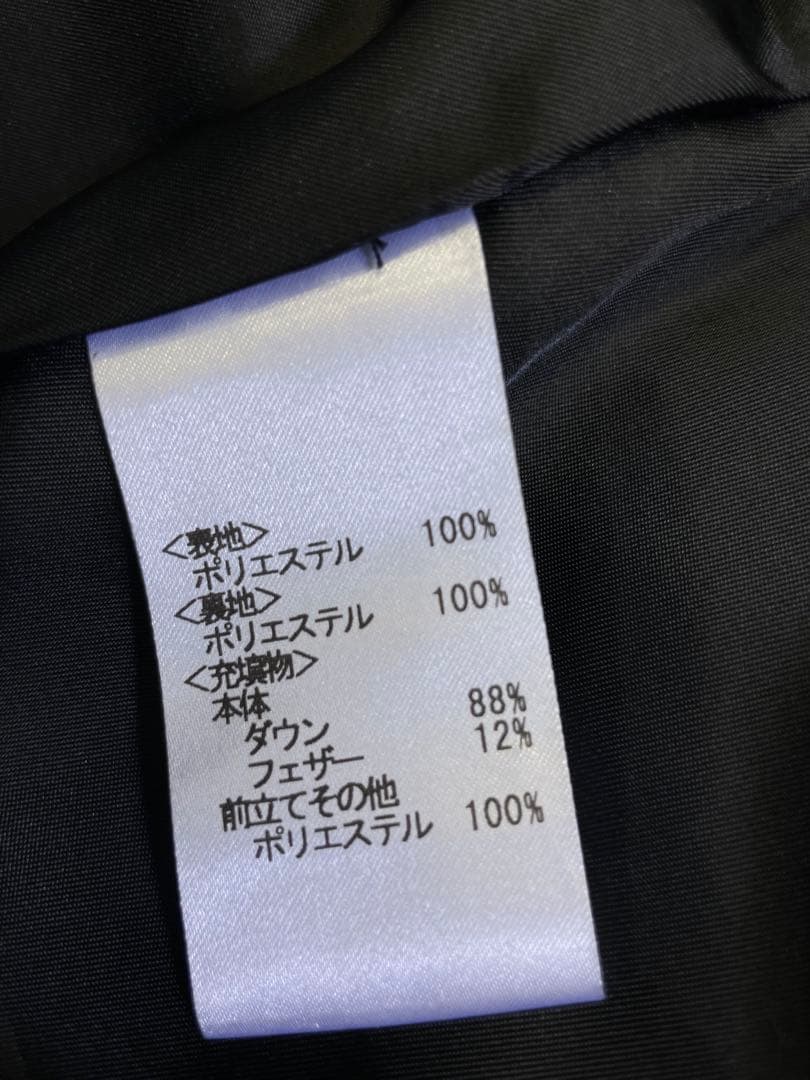 <表地>
ポリエステル 100%
<裏地>
ポリエステル 100%
<充填物>
本体
ダウン 88%
フェザー 12%
前立てその他
ポリエステル 100%